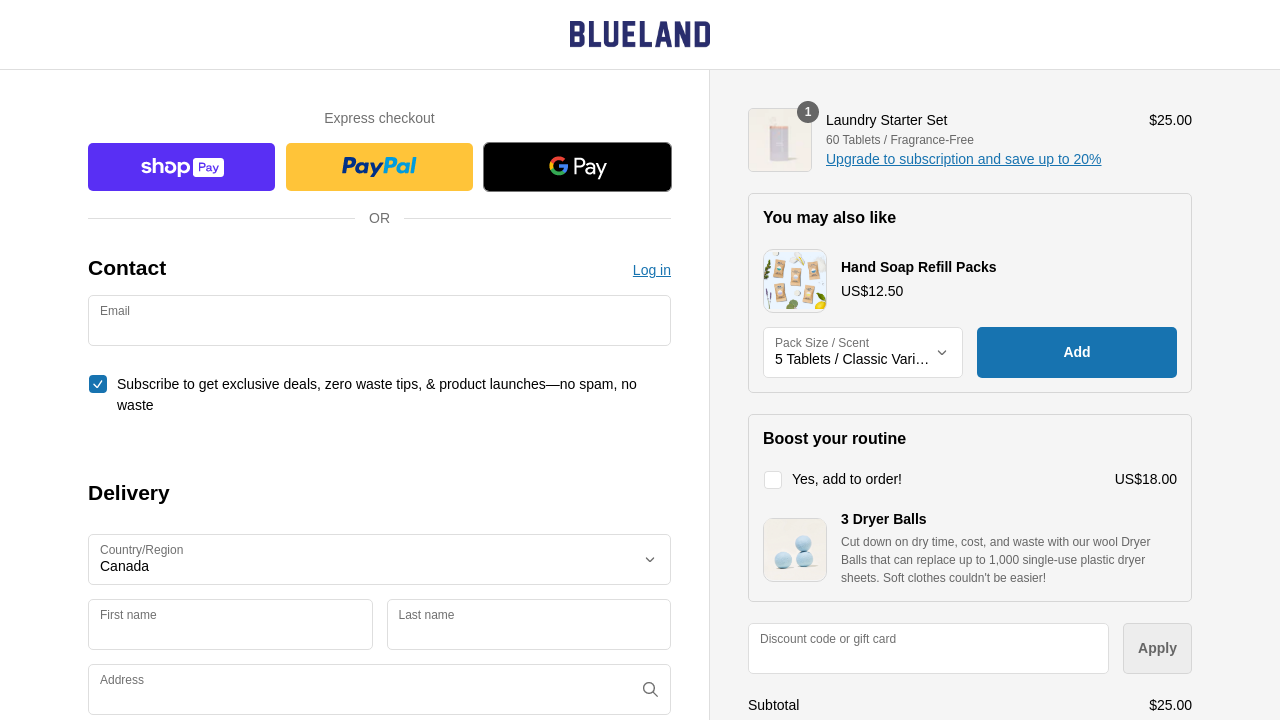 BLUELAND
Express checkout
shop Pay
PayPal
G Pay
OR
Contact
Log in
Email
Subscribe to get exclusive deals, zero waste tips, & product launches—no spam, no
waste
Delivery
Country/Region
Canada
First name
Last name
Address
1
Laundry Starter Set
$25.00
60 Tablets / Fragrance-Free
Upgrade to subscription and save up to 20%
You may also like
Hand Soap Refill Packs
US$12.50
Pack Size / Scent
5 Tablets / Classic Vari…
Add
Boost your routine
Yes, add to order!
US$18.00
3 Dryer Balls
Cut down on dry time, cost, and waste with our wool Dryer
Balls that can replace up to 1,000 single-use plastic dryer
sheets. Soft clothes couldn't be easier!
Discount code or gift card
Apply
Subtotal
$25.00